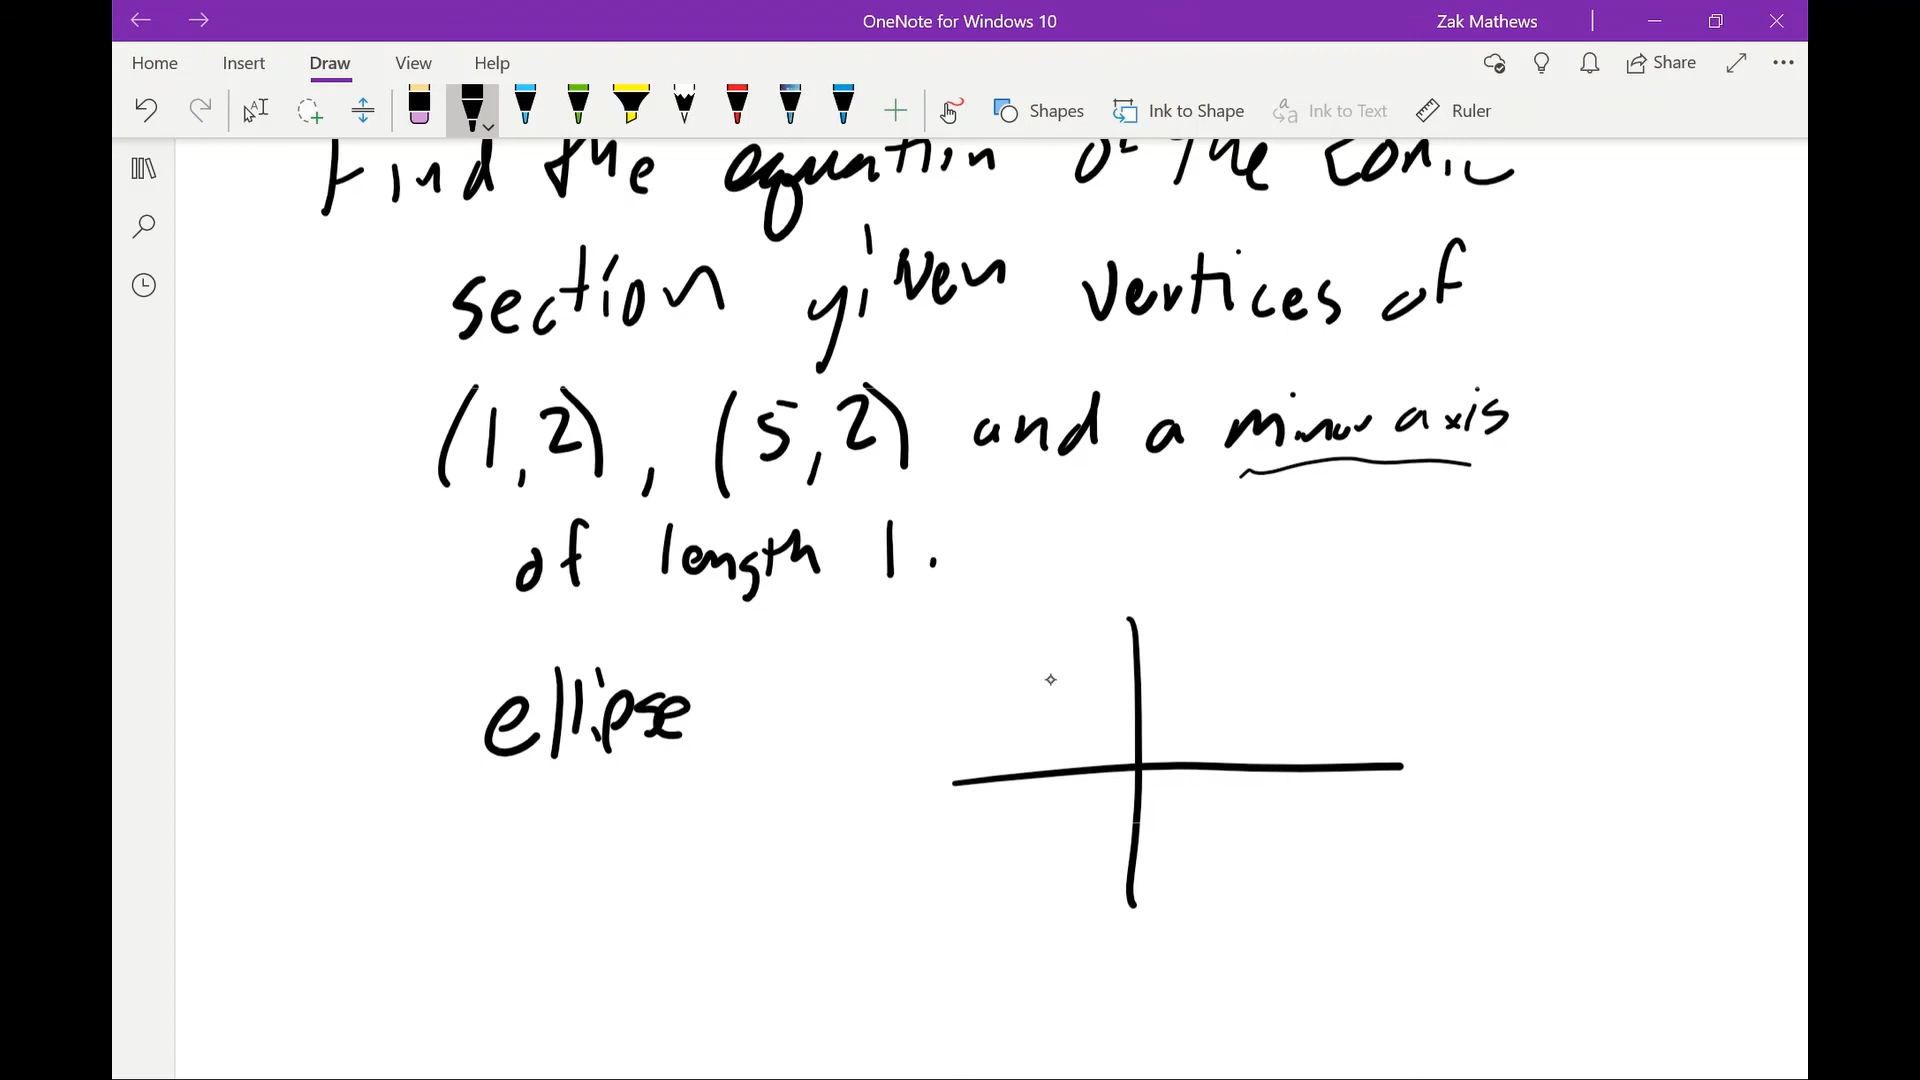 OneNote for Windows 10
Zak Mathews
Home Insert Draw View Help
Share
Shapes Ink to Shape Ink to Text Ruler
Find the equation of the conic
section given vertices of
(1,2), (5,2) and a minor axis
of length 1.
ellipse